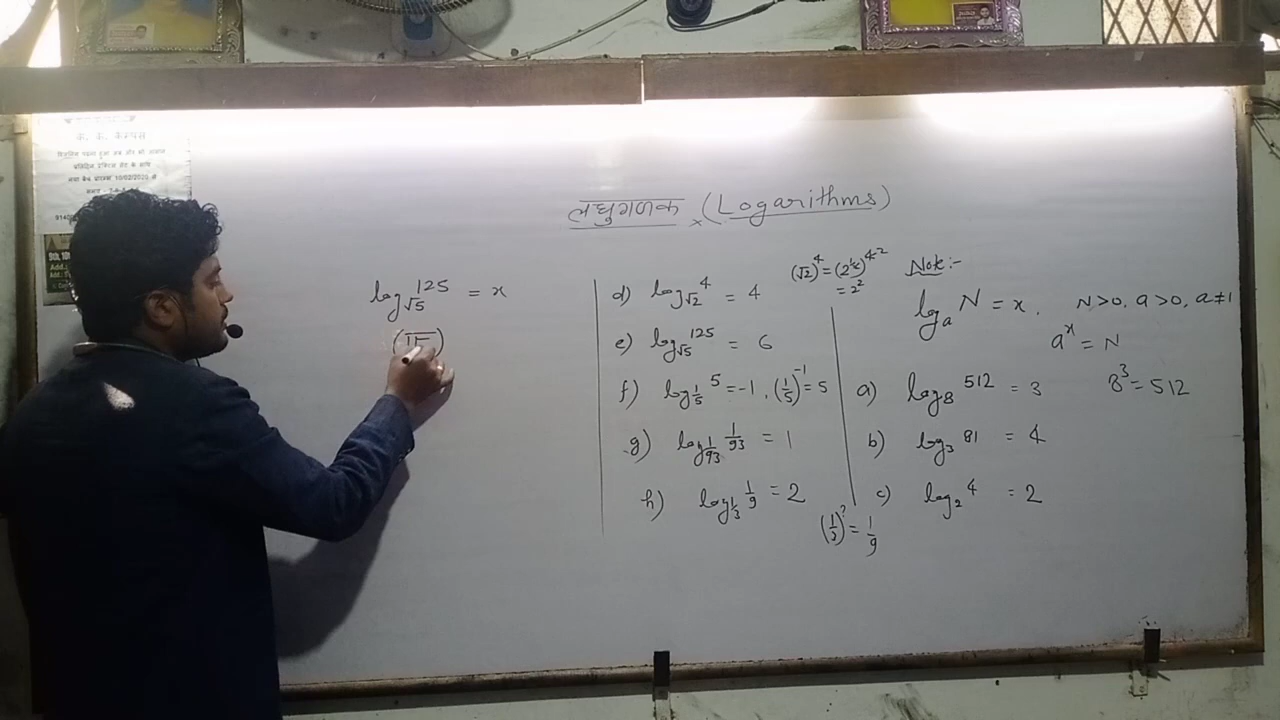 के. के. कैम्पस
लघुगणक (Logarithms)
log√5 125 = x
(√5)
d) log√2 4 = 4
(√2)⁴ = (2^½)^4·2
= 2²
e) log√5 125 = 6
f) log1/5 5 = -1, (1/5)⁻¹ = 5
g) log1/93 1/93 = 1
h) log1/3 1/9 = 2
(1/3)^? = 1/9
Note:-
logₐ N = x, N>0, a>0, a≠1
aˣ = N
a) log₈ 512 = 3 8³ = 512
b) log₃ 81 = 4
c) log₂ 4 = 2